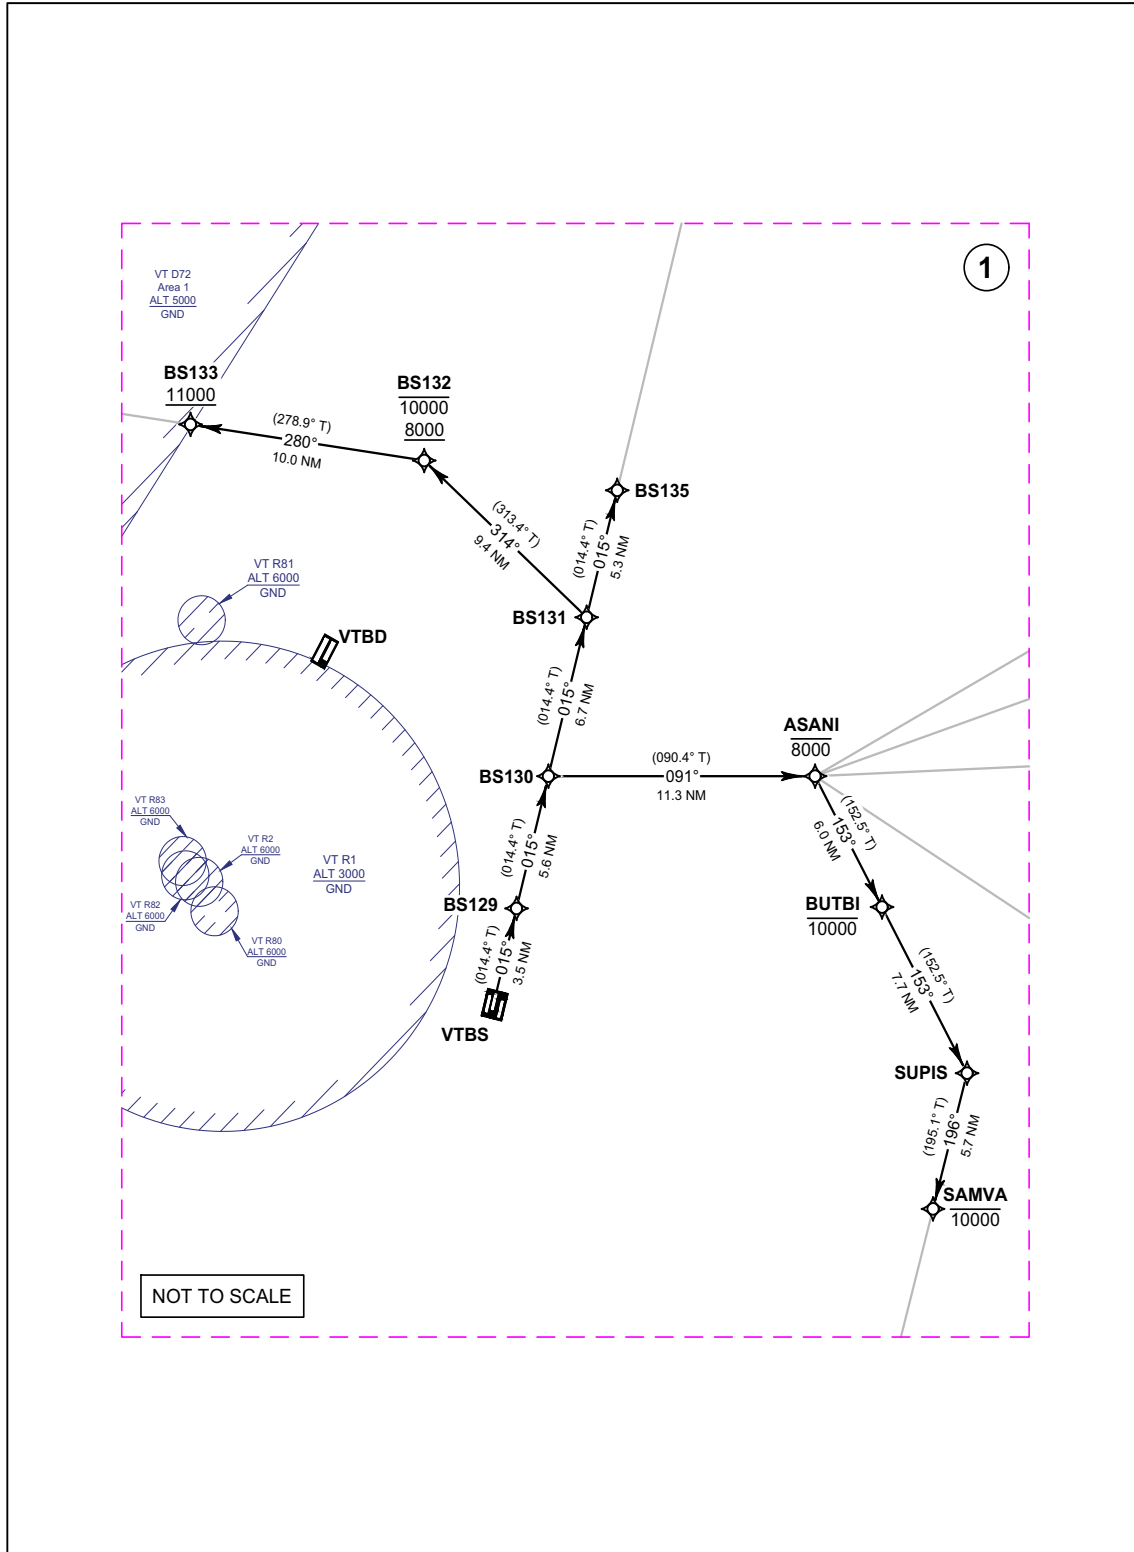 1
VT D72
Area 1
ALT 5000
GND
BS133
11000
BS132
10000
8000
(278.9° T)
280°
10.0 NM
BS135
(313.4° T)
314°
9.4 NM
(014.4° T)
015°
5.3 NM
VT R81
ALT 6000
GND
BS131
VTBD
(014.4° T)
015°
6.7 NM
ASANI
8000
BS130
(090.4° T)
091°
11.3 NM
VT R83
ALT 6000
GND
VT R2
ALT 6000
GND
VT R1
ALT 3000
GND
(014.4° T)
015°
5.6 NM
(152.5° T)
153°
6.0 NM
VT R82
ALT 6000
GND
BS129
BUTBI
10000
VT R80
ALT 6000
GND
(014.4° T)
015°
3.5 NM
(152.5° T)
153°
7.7 NM
VTBS
SUPIS
(195.1° T)
196°
5.7 NM
SAMVA
10000
NOT TO SCALE